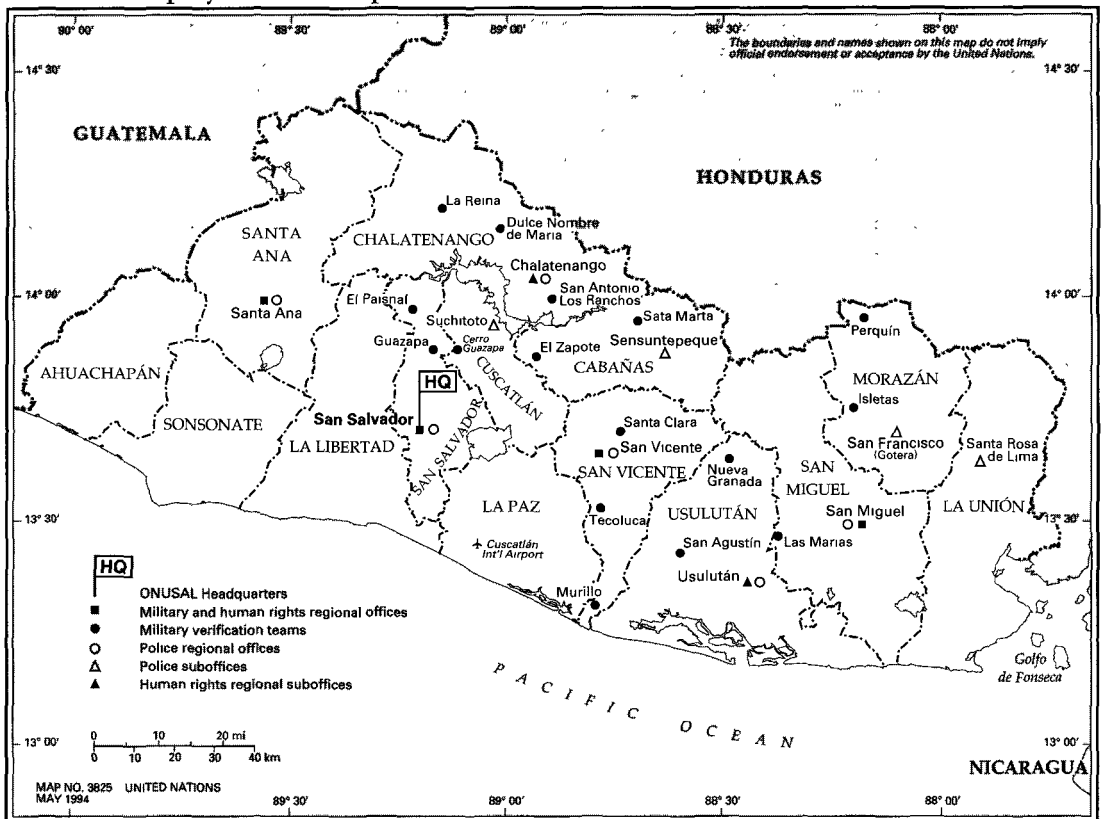 90° 00'
88° 30'
89° 00'
88° 30'
88° 00'
The boundaries and names shown on this map do not imply
official endorsement or acceptance by the United Nations.
14° 30'
14° 30'
GUATEMALA
HONDURAS
La Reina
Dulce Nombre
de Maria
SANTA
ANA
CHALATENANGO
Chalatenango
San Antonio
Los Ranchos
14° 00'
14° 00'
El Paisnal
Santa Ana
Suchitoto
Sata Marta
Perquín
Guazapa
Cerro
Guazapa
El Zapote
Sensuntepeque
CABAÑAS
AHUACHAPÁN
HQ
CUSCATLÁN
MORAZÁN
Isletas
SONSONATE
San Salvador
LA LIBERTAD
SAN SALVADOR
Santa Clara
San Vicente
SAN VICENTE
Nueva
Granada
San Francisco
(Gotera)
Santa Rosa
de Lima
SAN
MIGUEL
LA PAZ
Tecoluca
USULUTÁN
San Miguel
LA UNIÓN
13° 30'
13° 30'
Cuscatlán
Int'l Airport
San Agustín
Las Marias
Usulután
Murillo
HQ
ONUSAL Headquarters
Military and human rights regional offices
Military verification teams
Police regional offices
Police suboffices
Human rights regional suboffices
Golfo
de Fonseca
PACIFIC OCEAN
13° 00'
13° 00'
0 10 20 mi
0 10 20 30 40 km
NICARAGUA
MAP NO. 3825 UNITED NATIONS
MAY 1994
89° 30'
89° 00'
88° 30'
88° 00'